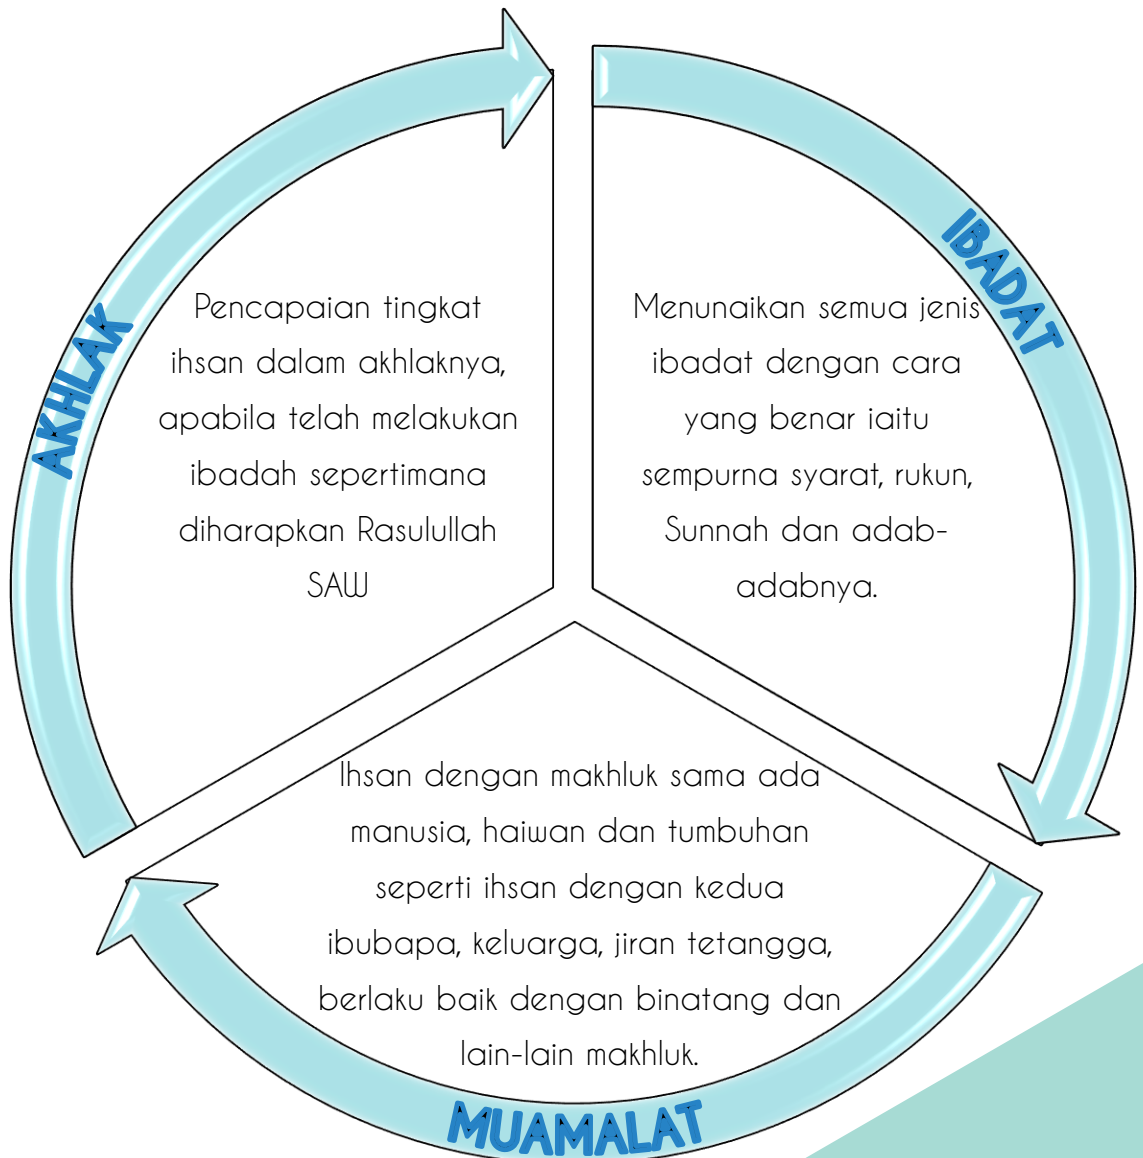 IBADAT
Menunaikan semua jenis
ibadat dengan cara
yang benar iaitu
sempurna syarat, rukun,
Sunnah dan adab-
adabnya.
MUAMALAT
Ihsan dengan makhluk sama ada
manusia, haiwan dan tumbuhan
seperti ihsan dengan kedua
ibubapa, keluarga, jiran tetangga,
berlaku baik dengan binatang dan
lain-lain makhluk.
AKHLAK
Pencapaian tingkat
ihsan dalam akhlaknya,
apabila telah melakukan
ibadah sepertimana
diharapkan Rasulullah
SAW